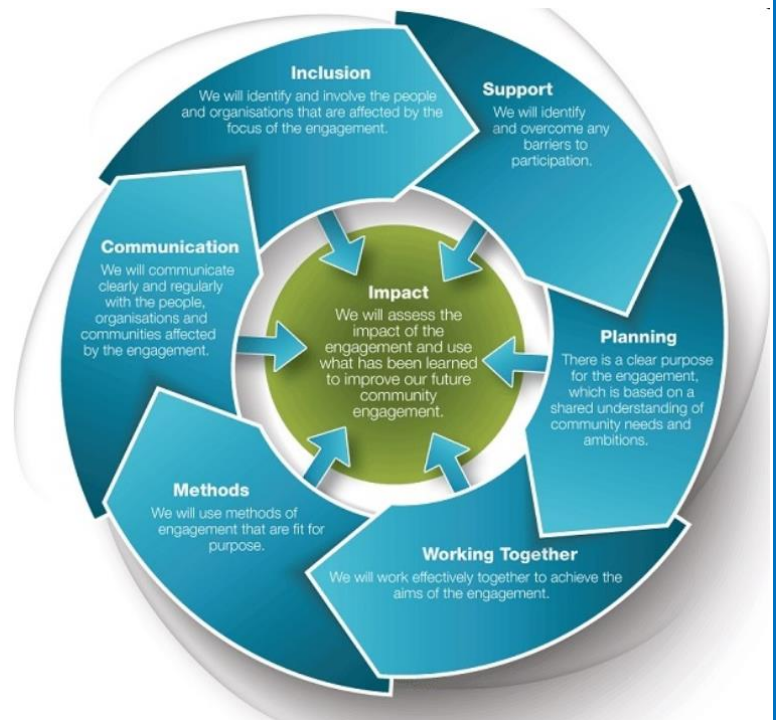 Inclusion
We will identify and involve the people
and organisations that are affected by the
focus of the engagement.
Support
We will identify
and overcome any
barriers to
participation.
Planning
There is a clear purpose
for the engagement,
which is based on a
shared understanding of
community needs and
ambitions.
Working Together
We will work effectively together to achieve the
aims of the engagement.
Methods
We will use methods of
engagement that are fit for
purpose.
Communication
We will communicate
clearly and regularly
with the people,
organisations and
communities affected
by the engagement.
Impact
We will assess the
impact of the
engagement and use
what has been learned
to improve our future
community
engagement.